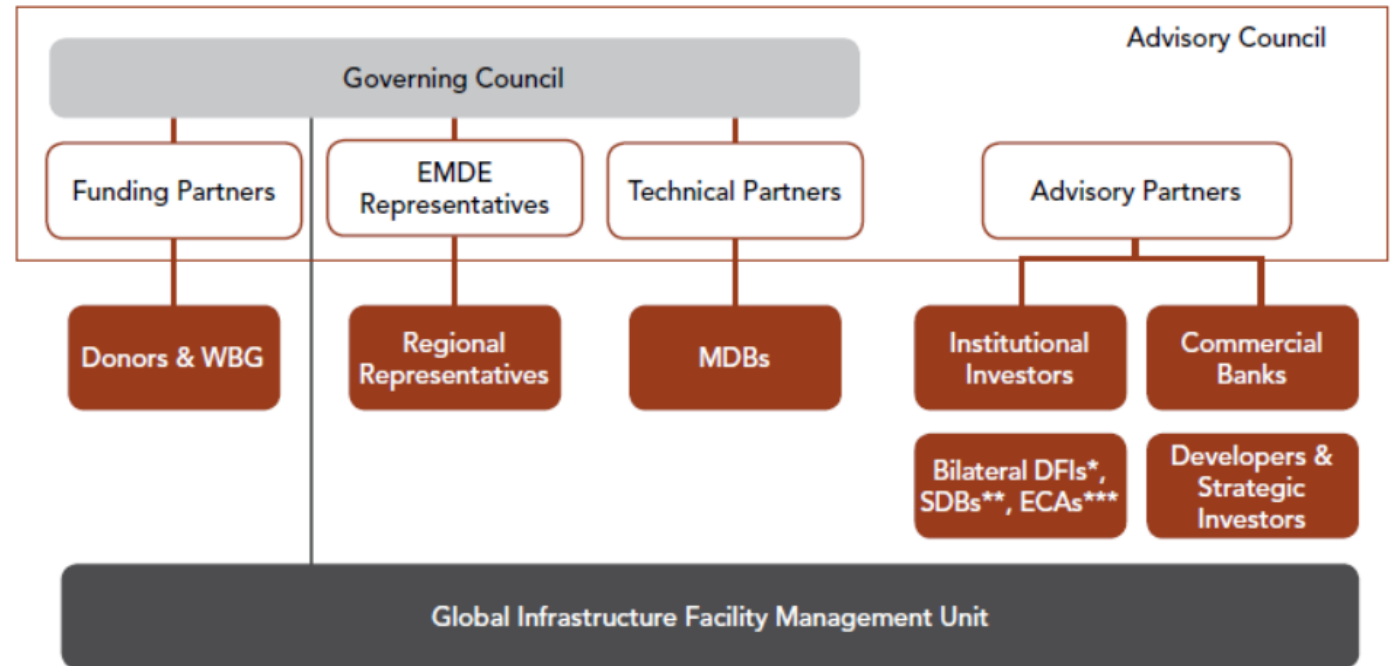 Advisory Council
Governing Council
Funding Partners
EMDE
Representatives
Technical Partners
Advisory Partners
Donors & WBG
Regional
Representatives
MDBs
Institutional
Investors
Commercial
Banks
Bilateral DFIs*,
SDBs**, ECAs***
Developers &
Strategic
Investors
Global Infrastructure Facility Management Unit